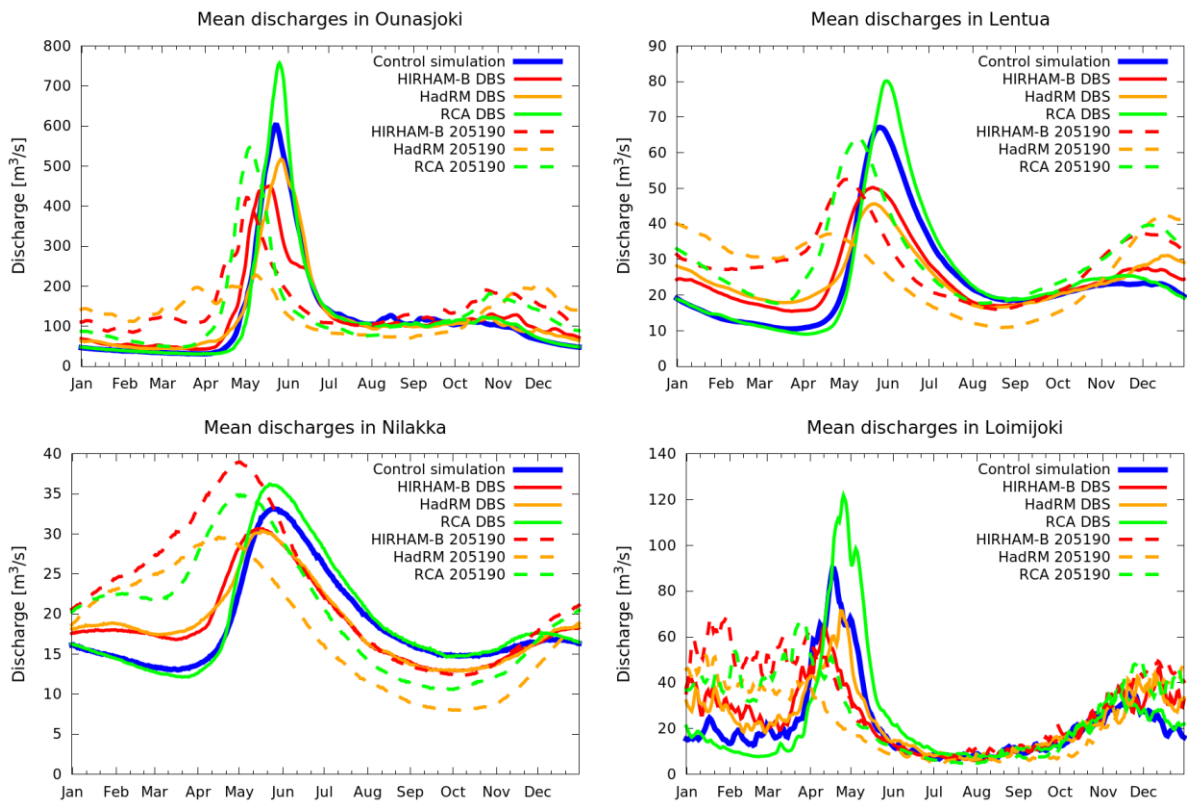 Mean discharges in Ounasjoki
800
700
600
500
400
300
200
100
0
Discharge [m³/s]
Control simulation
HIRHAM-B DBS
HadRM DBS
RCA DBS
HIRHAM-B 205190
HadRM 205190
RCA 205190
Jan Feb Mar Apr May Jun Jul Aug Sep Oct Nov Dec
Mean discharges in Lentua
90
80
70
60
50
40
30
20
10
0
Discharge [m³/s]
Control simulation
HIRHAM-B DBS
HadRM DBS
RCA DBS
HIRHAM-B 205190
HadRM 205190
RCA 205190
Jan Feb Mar Apr May Jun Jul Aug Sep Oct Nov Dec
Mean discharges in Nilakka
40
35
30
25
20
15
10
5
0
Discharge [m³/s]
Control simulation
HIRHAM-B DBS
HadRM DBS
RCA DBS
HIRHAM-B 205190
HadRM 205190
RCA 205190
Jan Feb Mar Apr May Jun Jul Aug Sep Oct Nov Dec
Mean discharges in Loimijoki
140
120
100
80
60
40
20
0
Discharge [m³/s]
Control simulation
HIRHAM-B DBS
HadRM DBS
RCA DBS
HIRHAM-B 205190
HadRM 205190
RCA 205190
Jan Feb Mar Apr May Jun Jul Aug Sep Oct Nov Dec